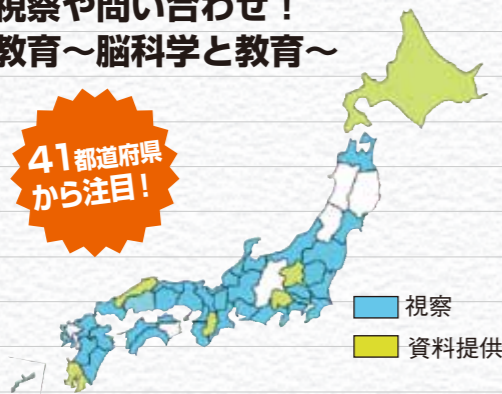 視察や問い合わせ！
教育～脳科学と教育～
41都道府県
から注目！
視察
資料提供